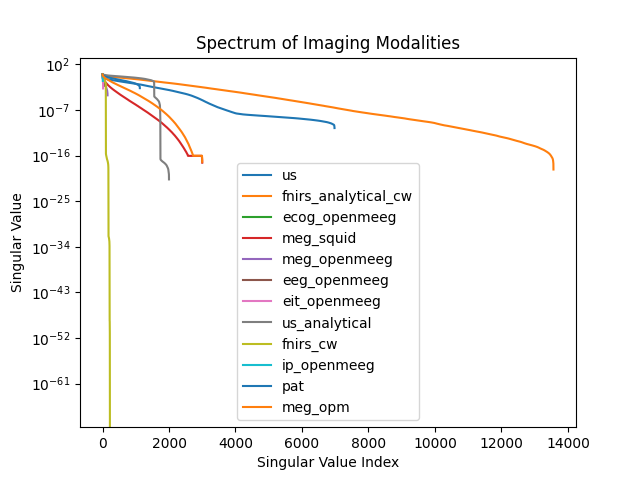 Spectrum of Imaging Modalities
10^2
10^-7
10^-16
10^-25
10^-34
10^-43
10^-52
10^-61
Singular Value
us
fnirs_analytical_cw
ecog_openmeeg
meg_squid
meg_openmeeg
eeg_openmeeg
eit_openmeeg
us_analytical
fnirs_cw
ip_openmeeg
pat
meg_opm
0 2000 4000 6000 8000 10000 12000 14000
Singular Value Index